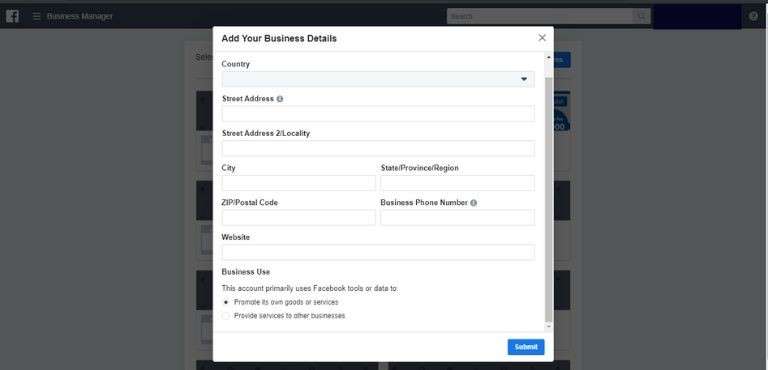 f Business Manager
Search
Add Your Business Details
Country
Street Address
Street Address 2/Locality
City State/Province/Region
ZIP/Postal Code Business Phone Number
Website
Business Use
This account primarily uses Facebook tools or data to:
Promote its own goods or services
Provide services to other businesses
Submit